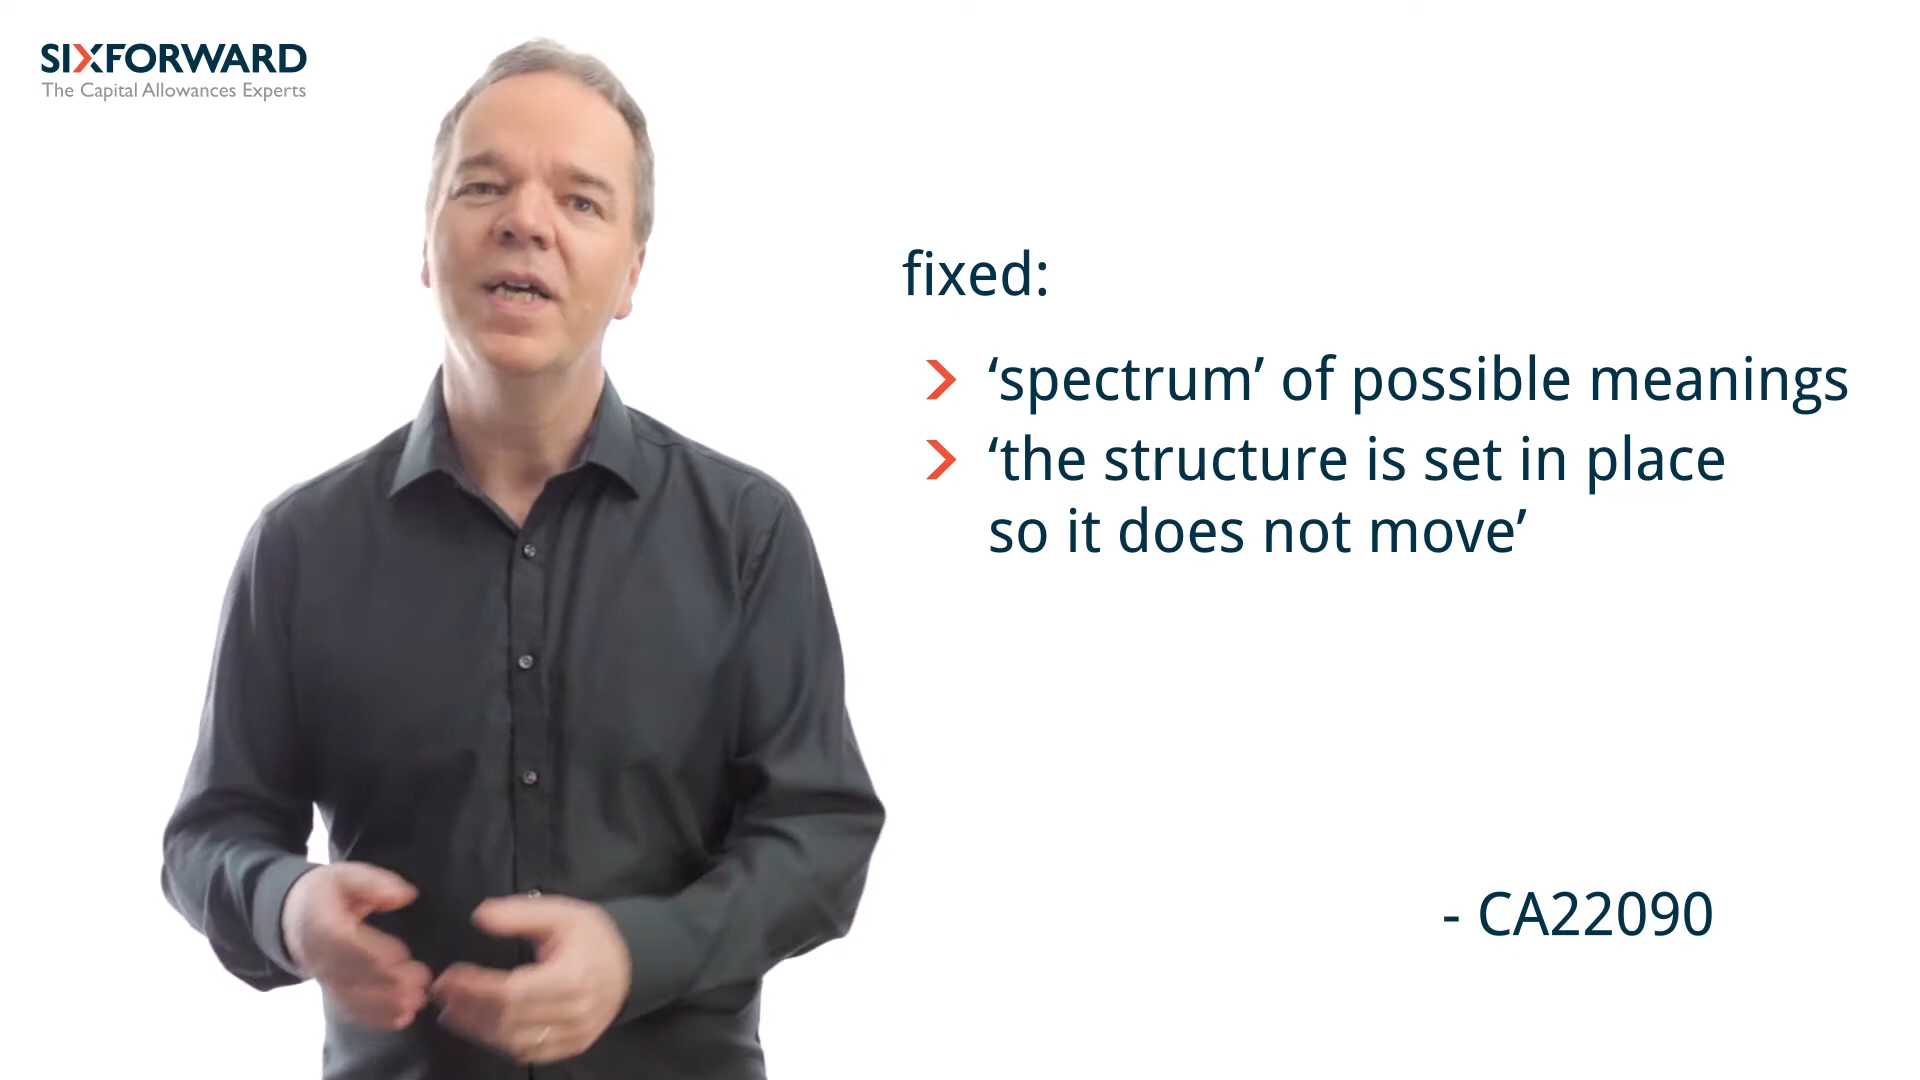 SIXFORWARD
The Capital Allowances Experts
fixed:
‘spectrum’ of possible meanings
‘the structure is set in place
so it does not move’
- CA22090